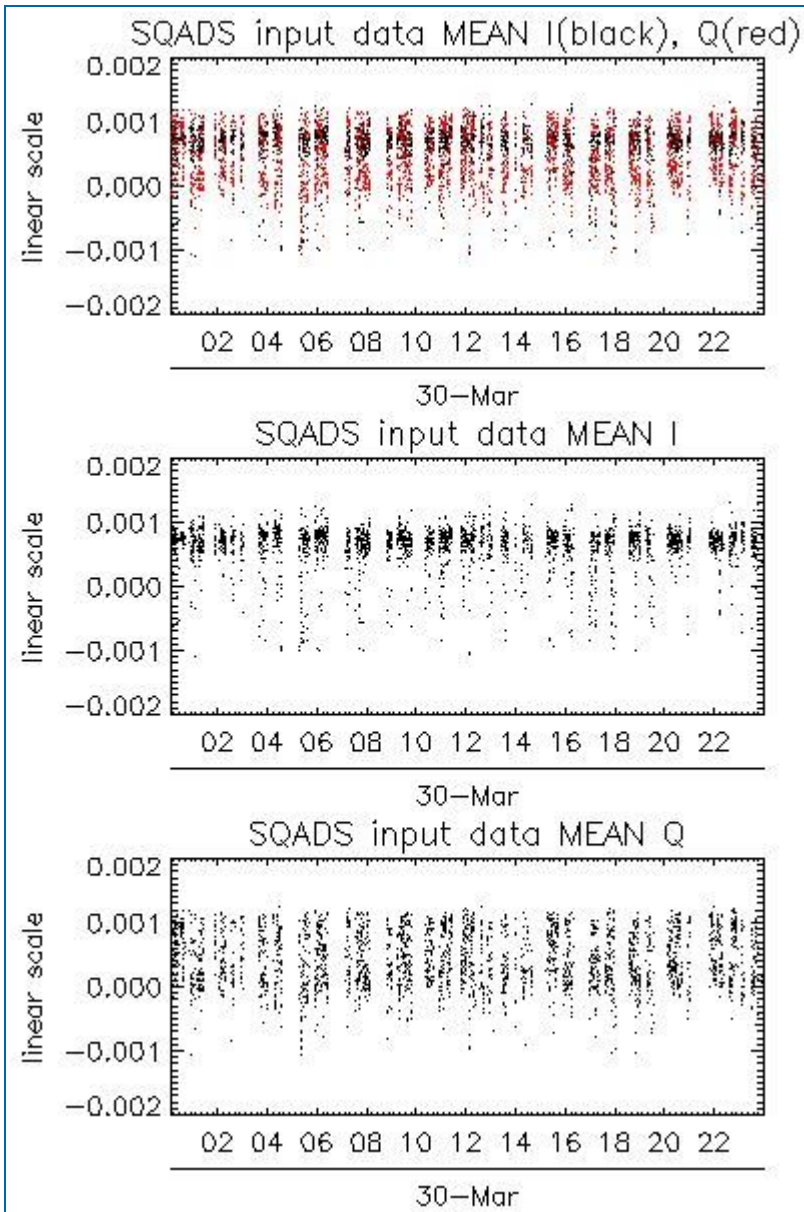 SQADS input data MEAN I(black), Q(red)
linear scale
0.002
0.001
0.000
−0.001
−0.002
02 04 06 08 10 12 14 16 18 20 22
30−Mar
SQADS input data MEAN I
linear scale
0.002
0.001
0.000
−0.001
−0.002
02 04 06 08 10 12 14 16 18 20 22
30−Mar
SQADS input data MEAN Q
linear scale
0.002
0.001
0.000
−0.001
−0.002
02 04 06 08 10 12 14 16 18 20 22
30−Mar